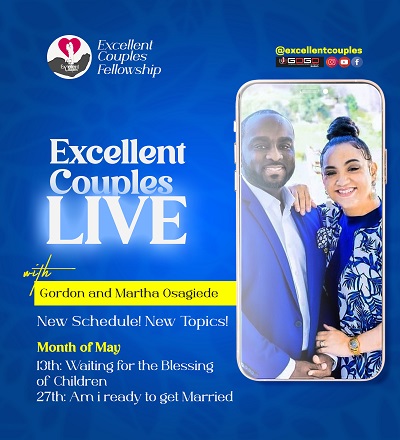 Excellent
Couples
Fellowship
@excellentcouples
GOGO
Excellent
Couples
LIVE
with
Gordon and Martha Osagiede
New Schedule! New Topics!
Month of May
13th: Waiting for the Blessing
of Children
27th: Am i ready to get Married